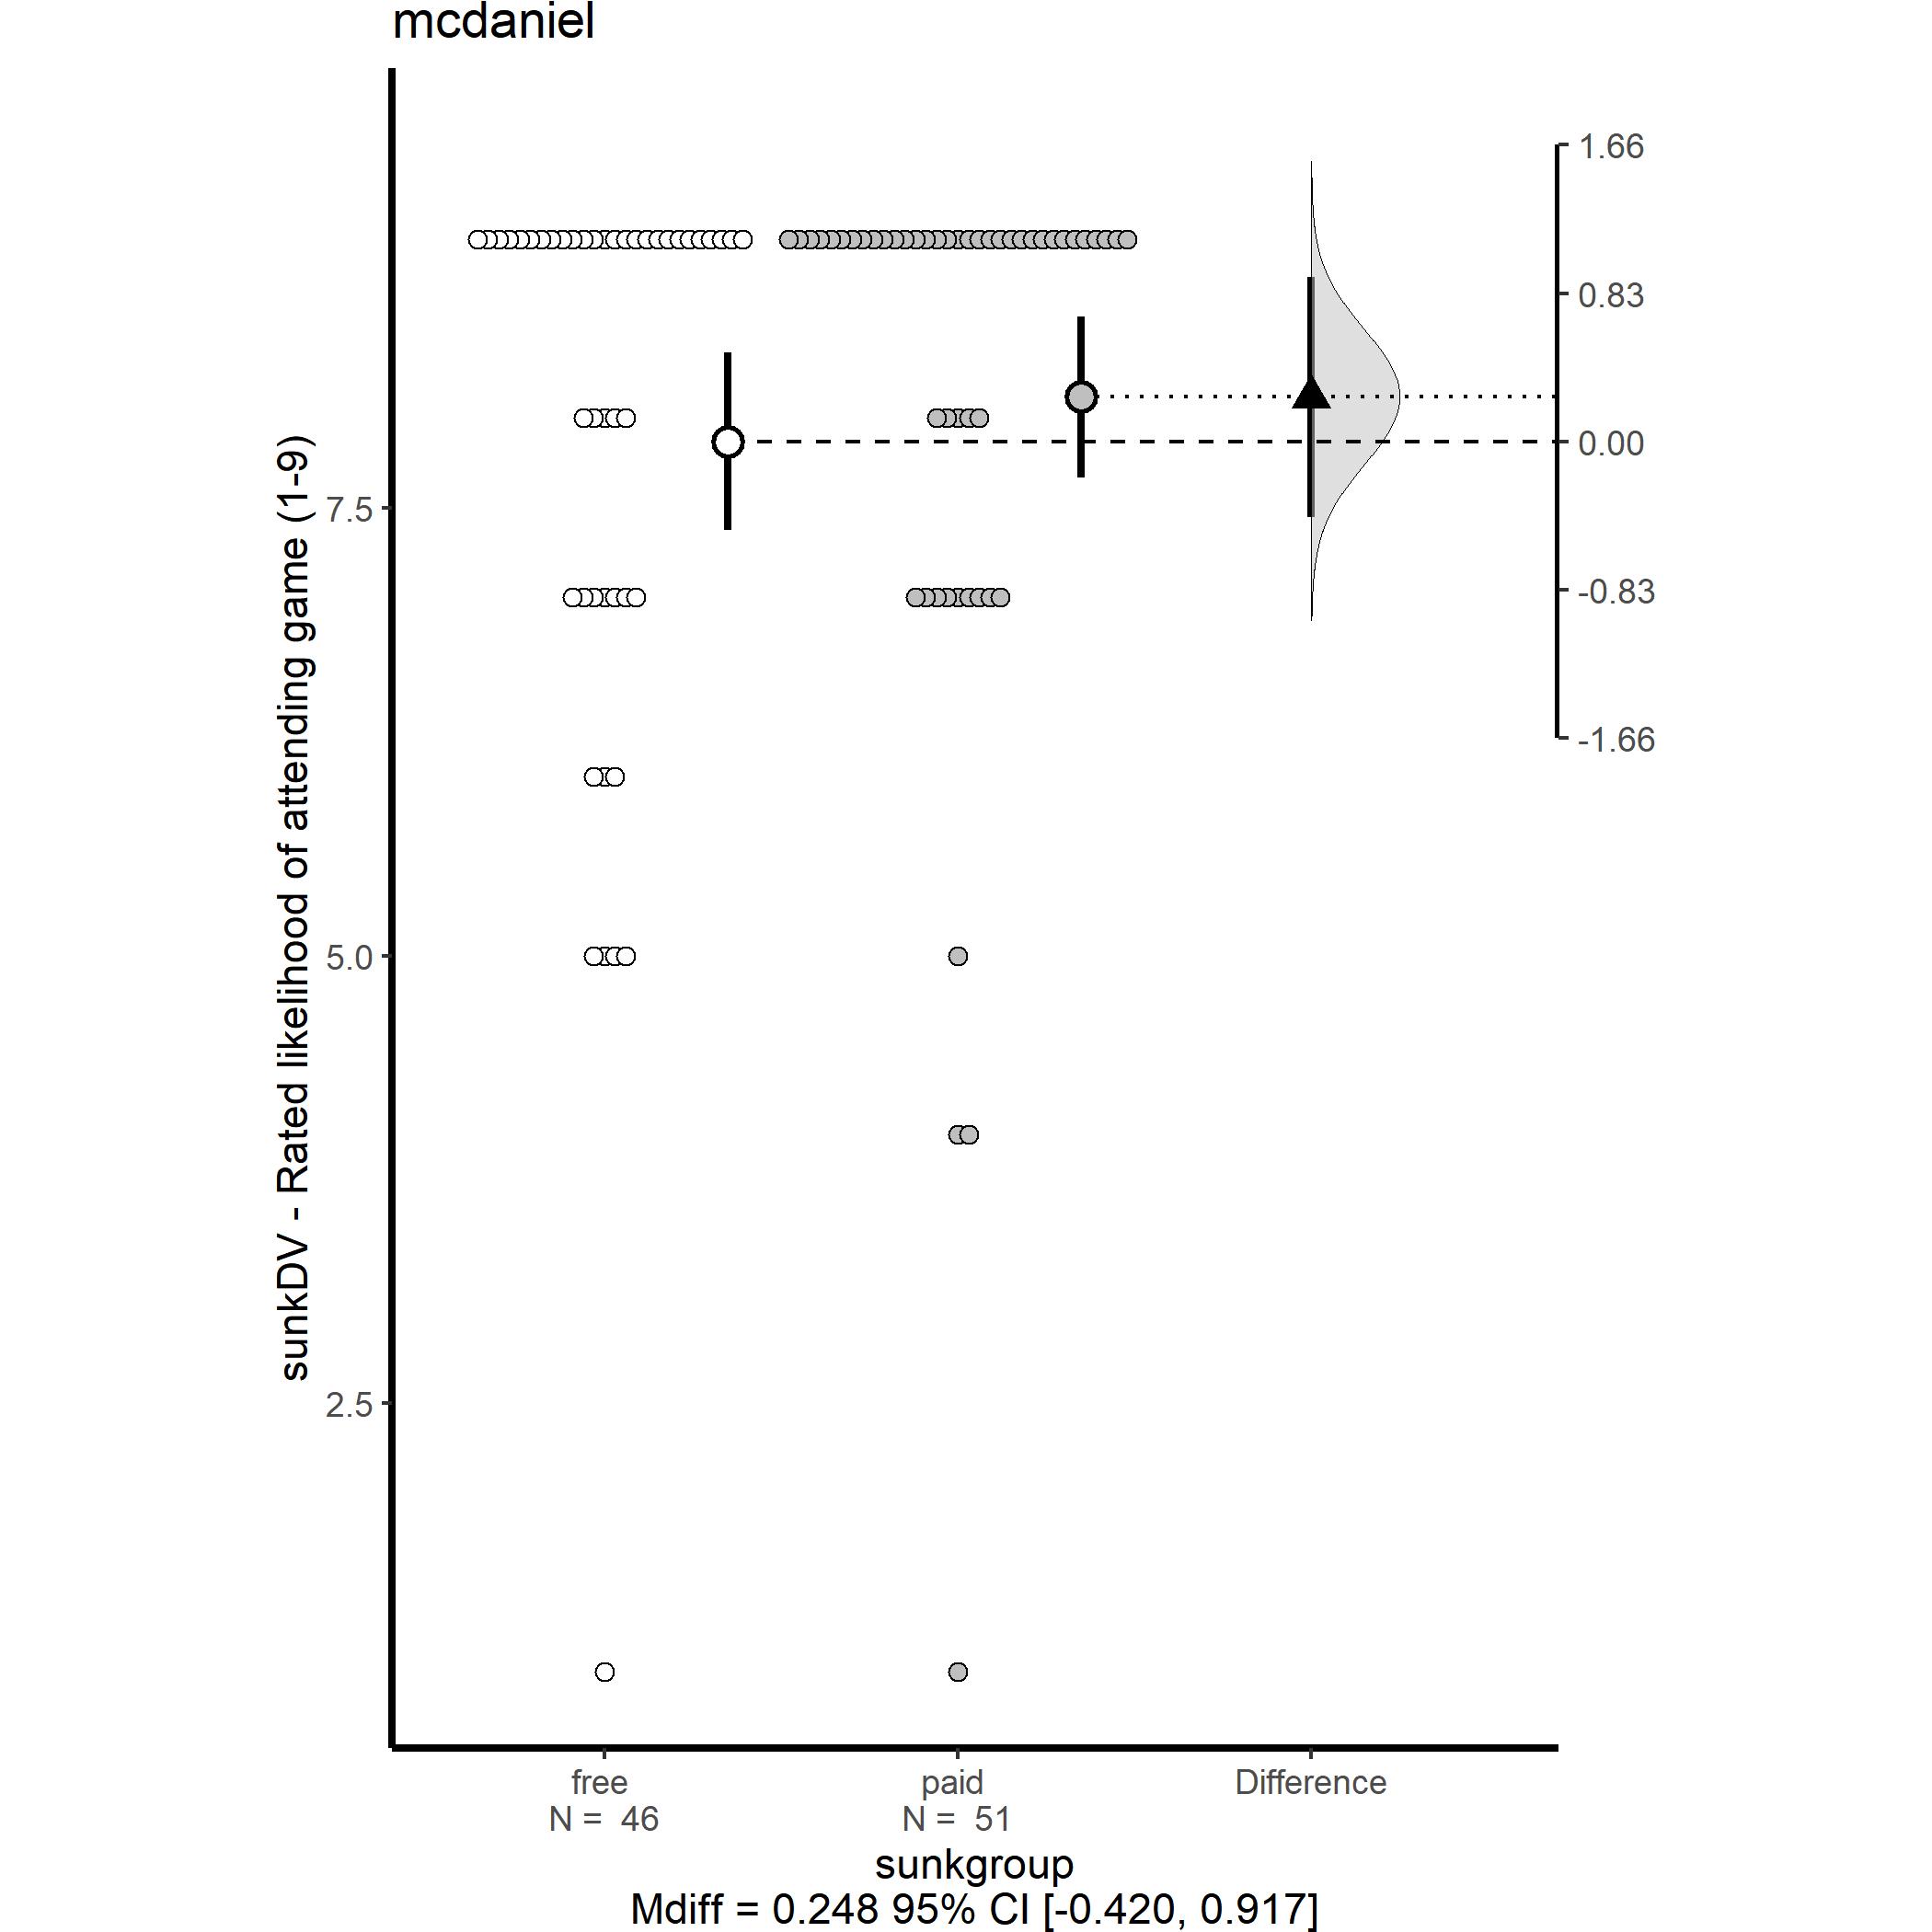 mcdaniel
sunkDV - Rated likelihood of attending game (1-9)
7.5
5.0
2.5
1.66
0.83
0.00
-0.83
-1.66
free
N =  46
paid
N =  51
Difference
sunkgroup
Mdiff = 0.248 95% CI [-0.420, 0.917]